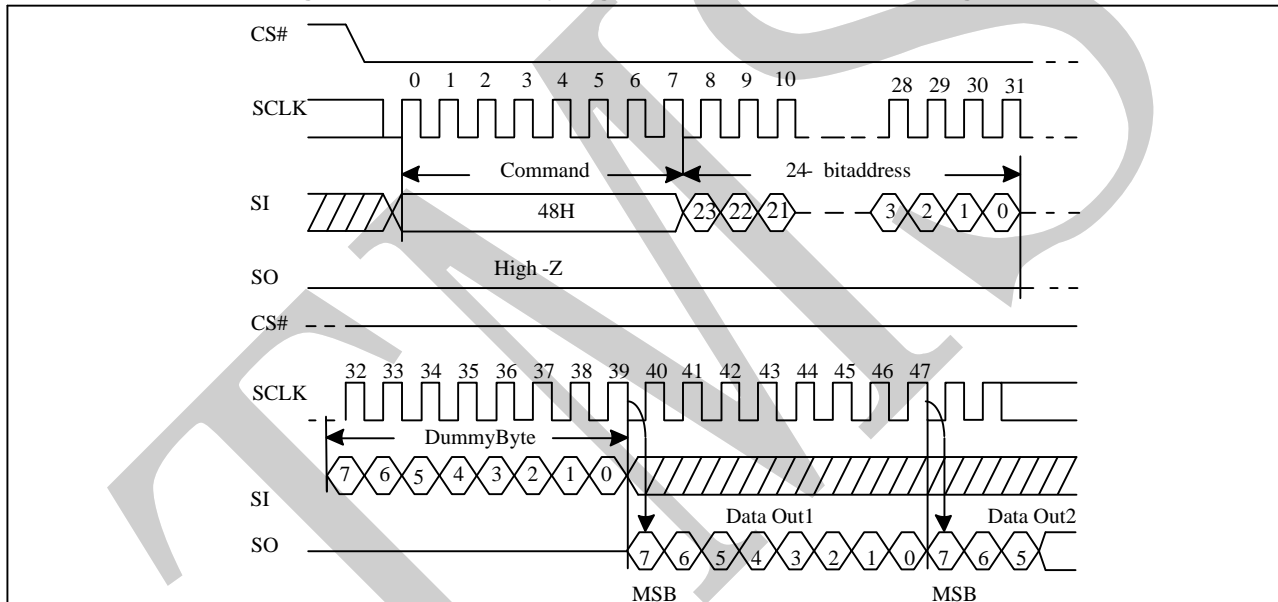 CS#
0 1 2 3 4 5 6 7 8 9 10 28 29 30 31
SCLK
Command 24- bitaddress
SI 48H 23 22 21 3 2 1 0
High -Z
SO
CS#
32 33 34 35 36 37 38 39 40 41 42 43 44 45 46 47
SCLK
DummyByte
7 6 5 4 3 2 1 0
SI
Data Out1 Data Out2
SO 7 6 5 4 3 2 1 0 7 6 5
MSB MSB
TMS